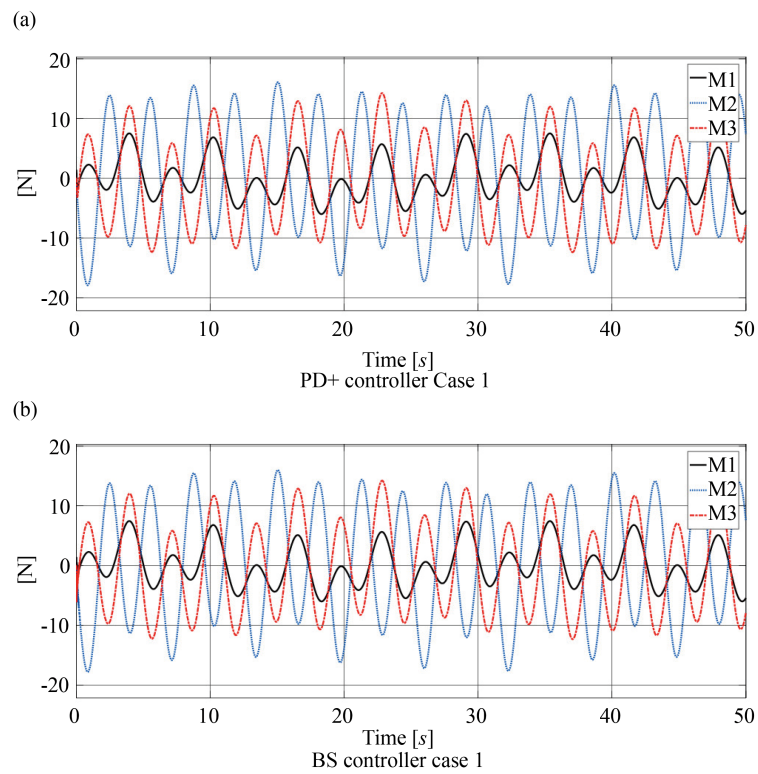 (a)
20
10
0
-10
-20
[N]
M1
M2
M3
0 10 20 30 40 50
Time [s]
PD+ controller Case 1
(b)
20
10
0
-10
-20
[N]
M1
M2
M3
0 10 20 30 40 50
Time [s]
BS controller case 1